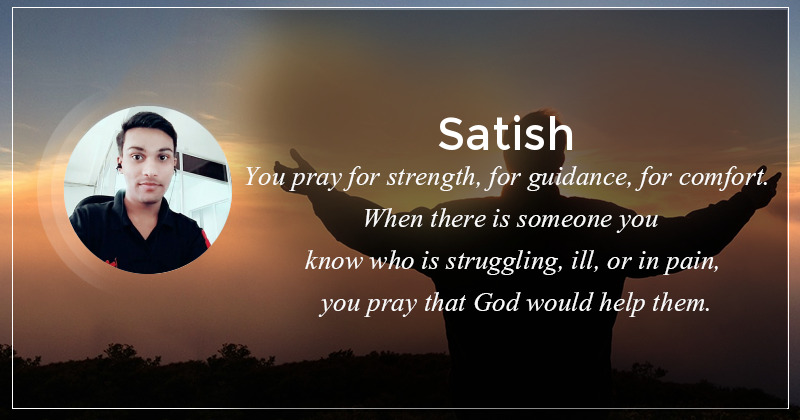 Satish
You pray for strength, for guidance, for comfort.
When there is someone you
know who is struggling, ill, or in pain,
you pray that God would help them.